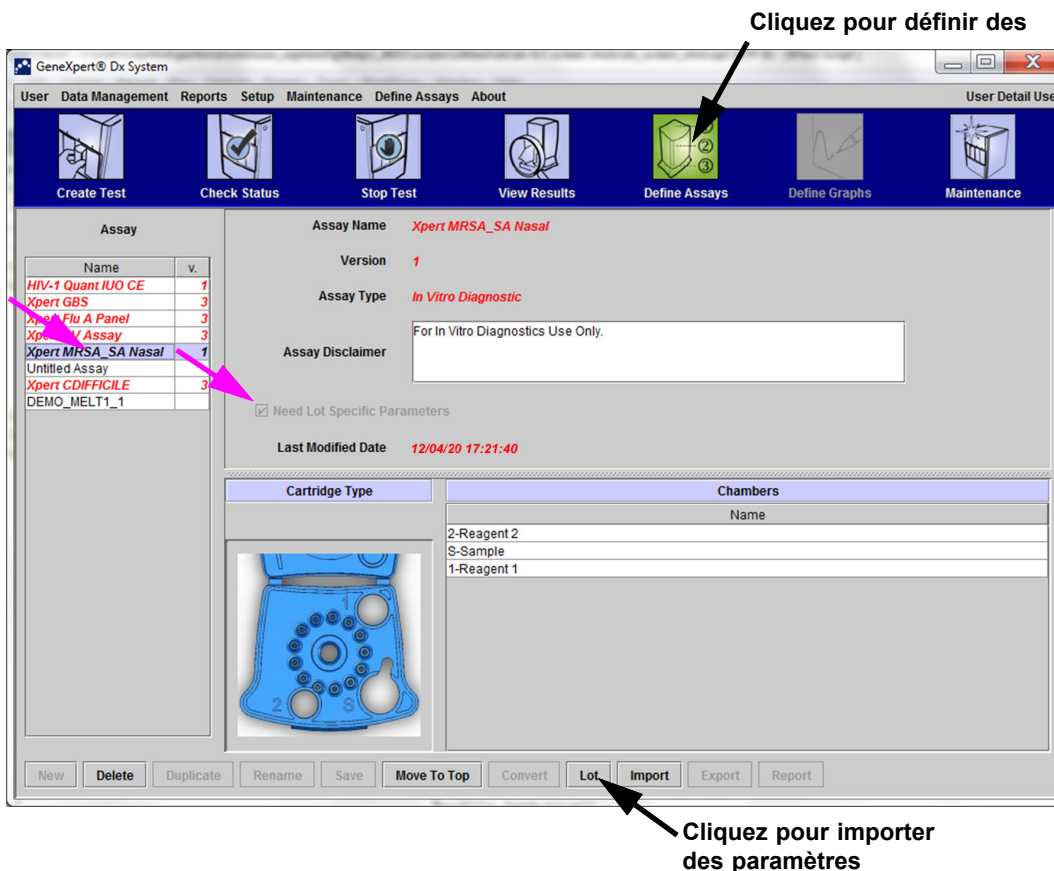 Cliquez pour définir des
GeneXpert® Dx System
User Data Management Reports Setup Maintenance Define Assays About User Detail Use
Create Test Check Status Stop Test View Results Define Assays Define Graphs Maintenance
Assay
Name v.
HIV-1 Quant IUO CE 1
Xpert GBS 3
Xpert Flu A Panel 3
Assay 3
Xpert MRSA_SA Nasal 1
Untitled Assay
Xpert CDIFFICILE 3
DEMO_MELT1_1
Assay Name Xpert MRSA_SA Nasal
Version 1
Assay Type In Vitro Diagnostic
Assay Disclaimer For In Vitro Diagnostics Use Only.
Need Lot Specific Parameters
Last Modified Date 12/04/20 17:21:40
Cartridge Type
1
2 S
Chambers
Name
2-Reagent 2
S-Sample
1-Reagent 1
New Delete Duplicate Rename Save Move To Top Convert Lot Import Export Report
Cliquez pour importer
des paramètres